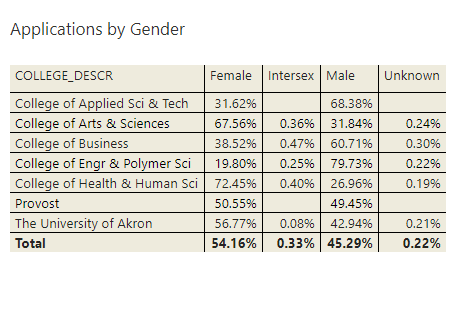 Applications by Gender
COLLEGE_DESCR Female Intersex Male Unknown
College of Applied Sci & Tech 31.62% 68.38%
College of Arts & Sciences 67.56% 0.36% 31.84% 0.24%
College of Business 38.52% 0.47% 60.71% 0.30%
College of Engr & Polymer Sci 19.80% 0.25% 79.73% 0.22%
College of Health & Human Sci 72.45% 0.40% 26.96% 0.19%
Provost 50.55% 49.45%
The University of Akron 56.77% 0.08% 42.94% 0.21%
Total 54.16% 0.33% 45.29% 0.22%